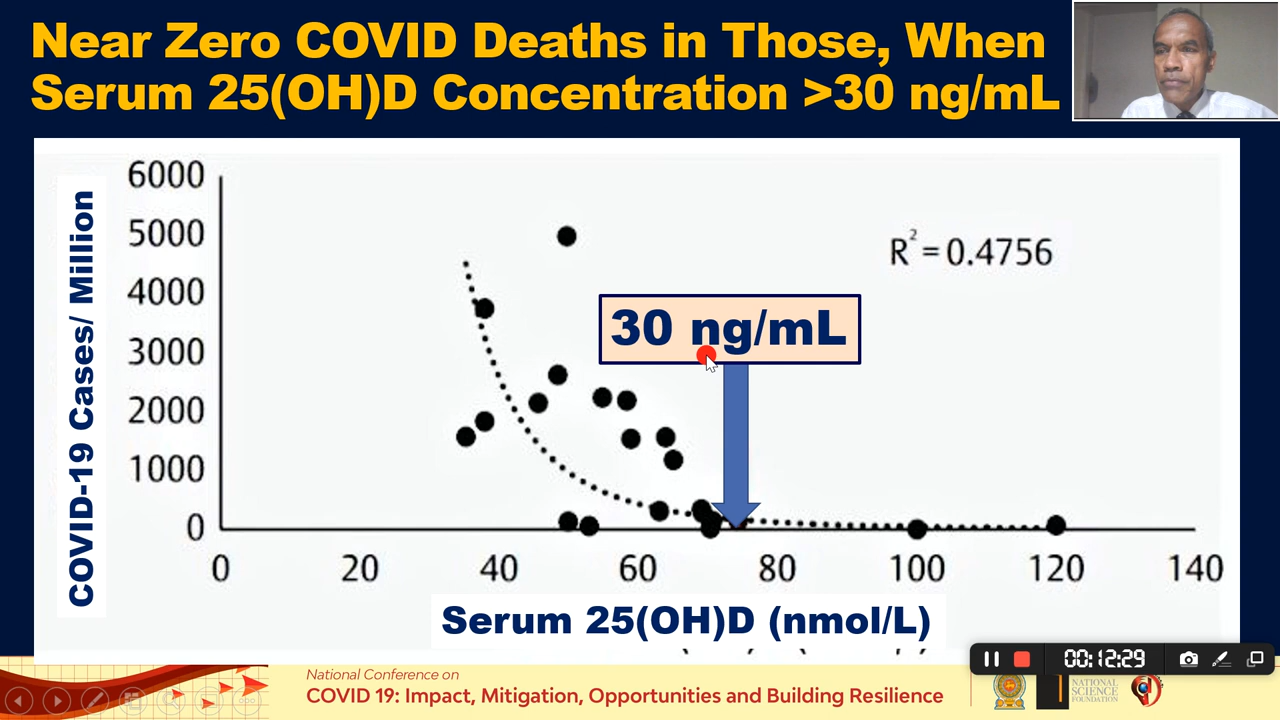 Near Zero COVID Deaths in Those, When
Serum 25(OH)D Concentration >30 ng/mL
COVID-19 Cases/ Million
6000
5000
4000
3000
2000
1000
0
R² = 0.4756
30 ng/mL
0 20 40 60 80 100 120 140
Serum 25(OH)D (nmol/L)
00:12:29
National Conference on
COVID 19: Impact, Mitigation, Opportunities and Building Resilience
NATIONAL
SCIENCE
FOUNDATION